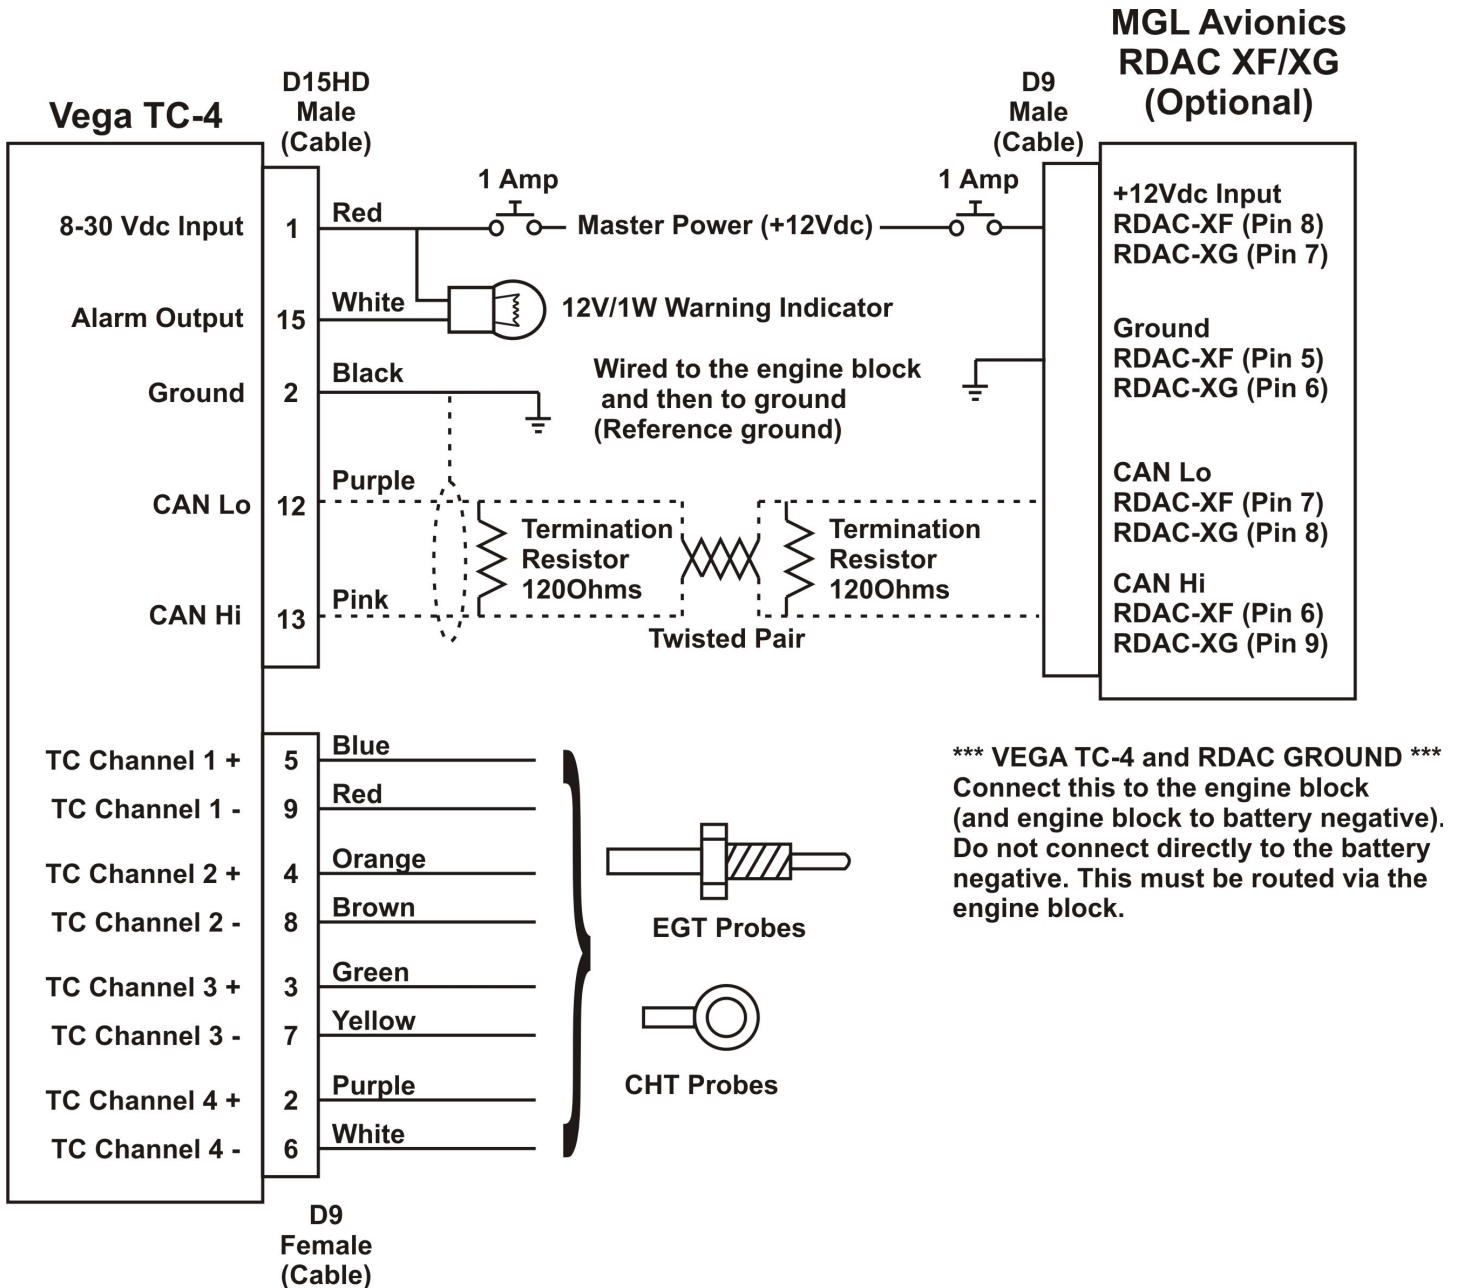 MGL Avionics
RDAC XF/XG
(Optional)
D15HD
Male
(Cable)
D9
Male
(Cable)
Vega TC-4
1 Amp
1 Amp
8-30 Vdc Input
1
Red
Master Power (+12Vdc)
+12Vdc Input
RDAC-XF (Pin 8)
RDAC-XG (Pin 7)
Alarm Output
15
White
12V/1W Warning Indicator
Ground
2
Black
Wired to the engine block
and then to ground
(Reference ground)
Ground
RDAC-XF (Pin 5)
RDAC-XG (Pin 6)
CAN Lo
12
Purple
Termination
Resistor
120Ohms
Termination
Resistor
120Ohms
CAN Lo
RDAC-XF (Pin 7)
RDAC-XG (Pin 8)
CAN Hi
13
Pink
Twisted Pair
CAN Hi
RDAC-XF (Pin 6)
RDAC-XG (Pin 9)
TC Channel 1 +
5
Blue
TC Channel 1 -
9
Red
TC Channel 2 +
4
Orange
TC Channel 2 -
8
Brown
TC Channel 3 +
3
Green
TC Channel 3 -
7
Yellow
TC Channel 4 +
2
Purple
TC Channel 4 -
6
White
EGT Probes
CHT Probes
*** VEGA TC-4 and RDAC GROUND ***
Connect this to the engine block
(and engine block to battery negative).
Do not connect directly to the battery
negative. This must be routed via the
engine block.
D9
Female
(Cable)